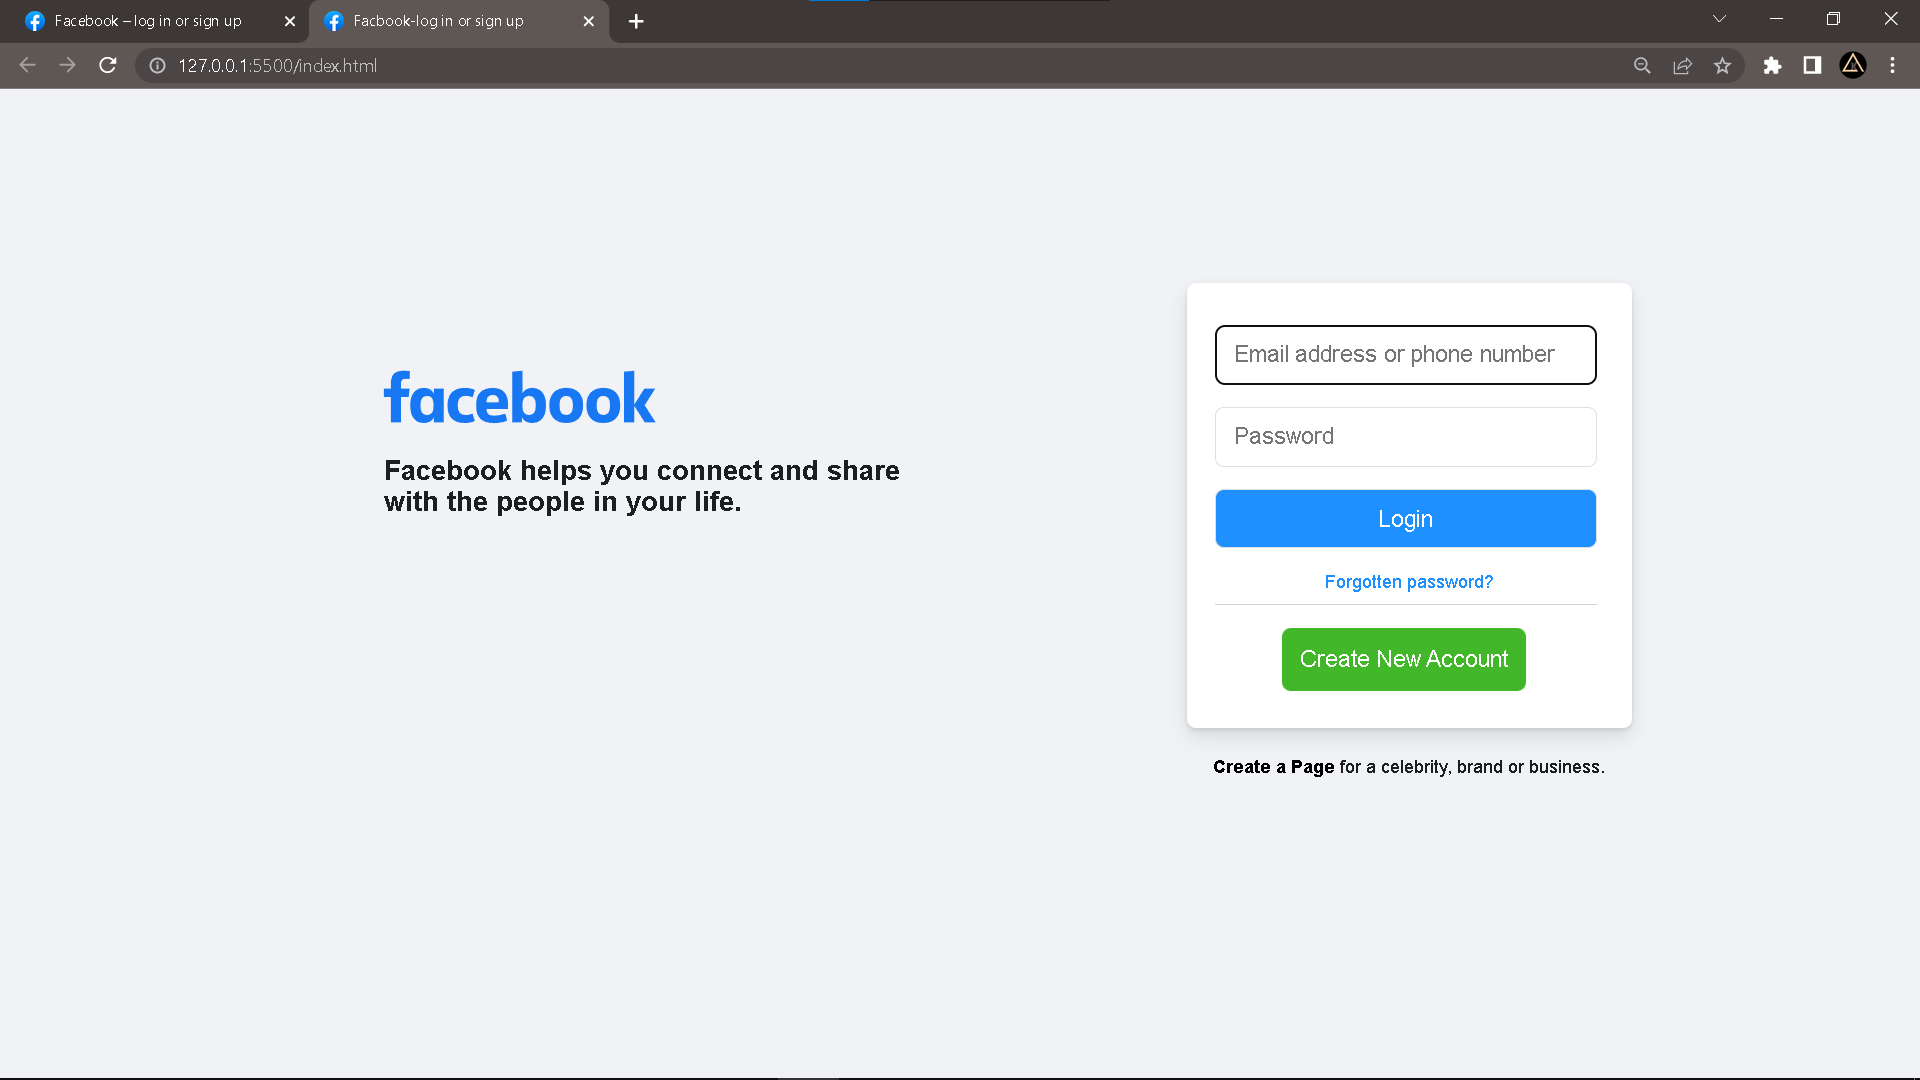 Facebook – log in or sign up
Facbook-log in or sign up
127.0.0.1:5500/index.html
facebook
Facebook helps you connect and share
with the people in your life.
Email address or phone number
Password
Login
Forgotten password?
Create New Account
Create a Page for a celebrity, brand or business.